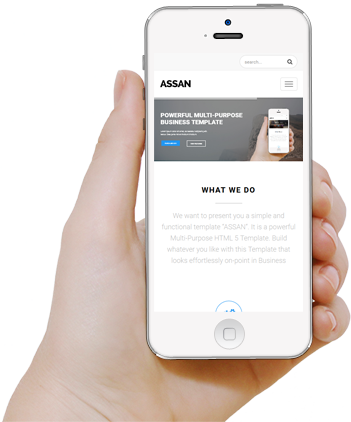 search...
ASSAN
POWERFUL MULTI-PURPOSE
BUSINESS TEMPLATE
WHAT WE DO
We want to present you a simple and
functional template "ASSAN". It is a powerful
Multi-Purpose HTML 5 Template. Build
whatever you like with this Template that
looks effortlessly on-point in Business